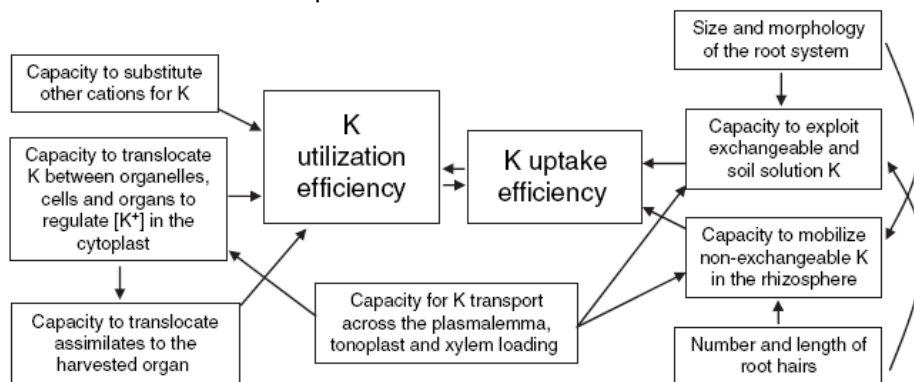 Size and morphology
of the root system
Capacity to substitute
other cations for K
K
utilization
efficiency
K uptake
efficiency
Capacity to exploit
exchangeable and
soil solution K
Capacity to translocate
K between organelles,
cells and organs to
regulate [K⁺] in the
cytoplast
Capacity to mobilize
non-exchangeable K
in the rhizosphere
Capacity to translocate
assimilates to the
harvested organ
Capacity for K transport
across the plasmalemma,
tonoplast and xylem loading
Number and length of
root hairs